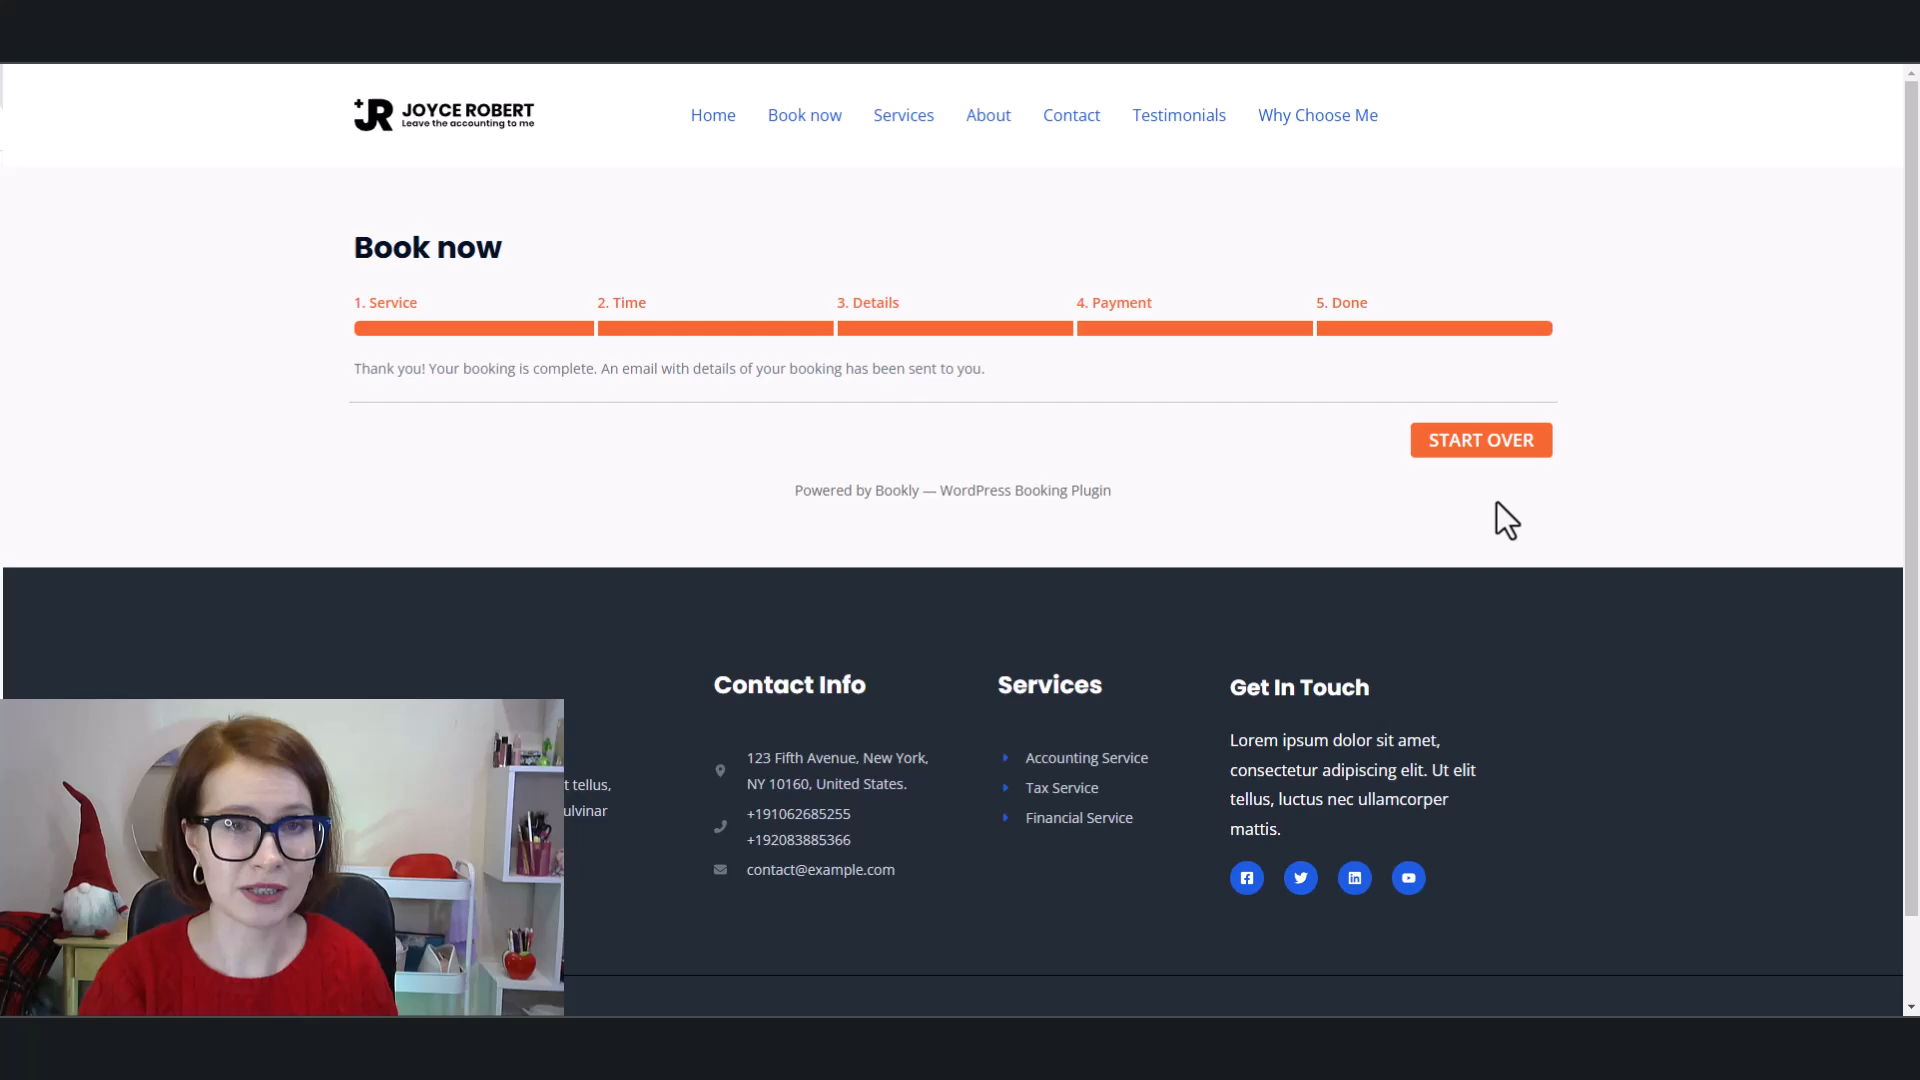 JOYCE ROBERT
Leave the accounting to me
Home Book now Services About Contact Testimonials Why Choose Me
Book now
1. Service 2. Time 3. Details 4. Payment 5. Done
Thank you! Your booking is complete. An email with details of your booking has been sent to you.
START OVER
Powered by Bookly — WordPress Booking Plugin
t tellus,
ulvinar
Contact Info
123 Fifth Avenue, New York,
NY 10160, United States.
+191062685255
+192083885366
contact@example.com
Services
Accounting Service
Tax Service
Financial Service
Get In Touch
Lorem ipsum dolor sit amet,
consectetur adipiscing elit. Ut elit
tellus, luctus nec ullamcorper
mattis.